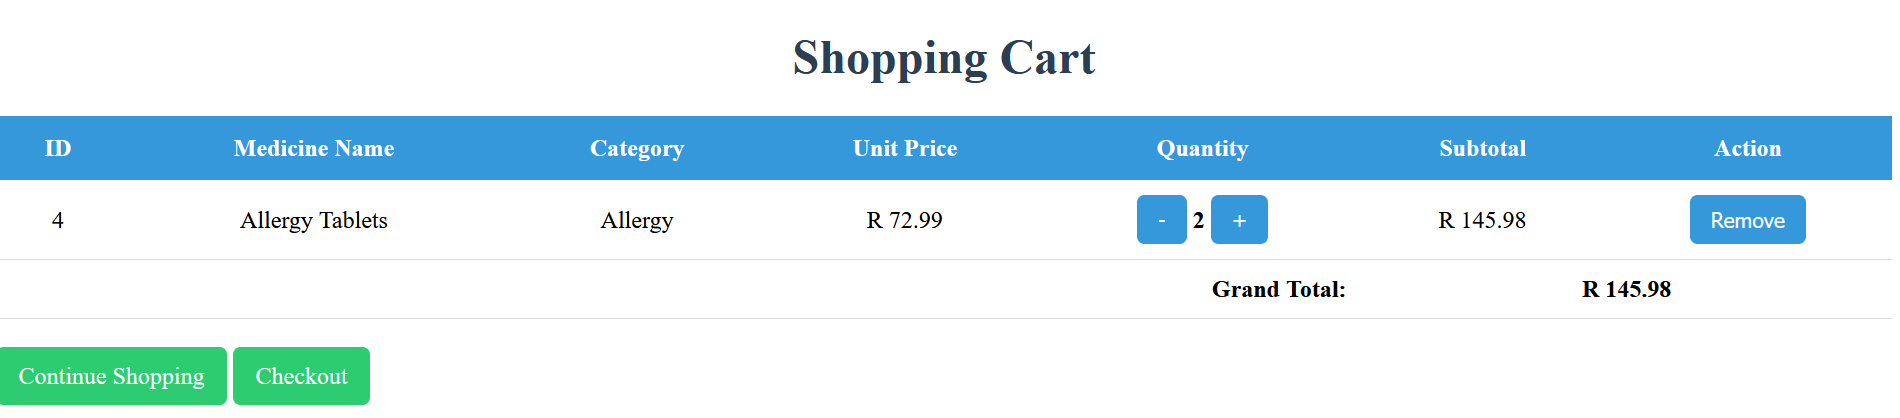 Shopping Cart
ID Medicine Name Category Unit Price Quantity Subtotal Action
4 Allergy Tablets Allergy R 72.99 - 2 + R 145.98 Remove
Grand Total: R 145.98
Continue Shopping Checkout